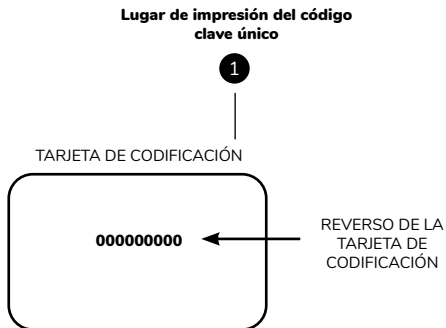 Lugar de impresión del código
clave único
1
TARJETA DE CODIFICACIÓN
000000000
REVERSO DE LA
TARJETA DE
CODIFICACIÓN